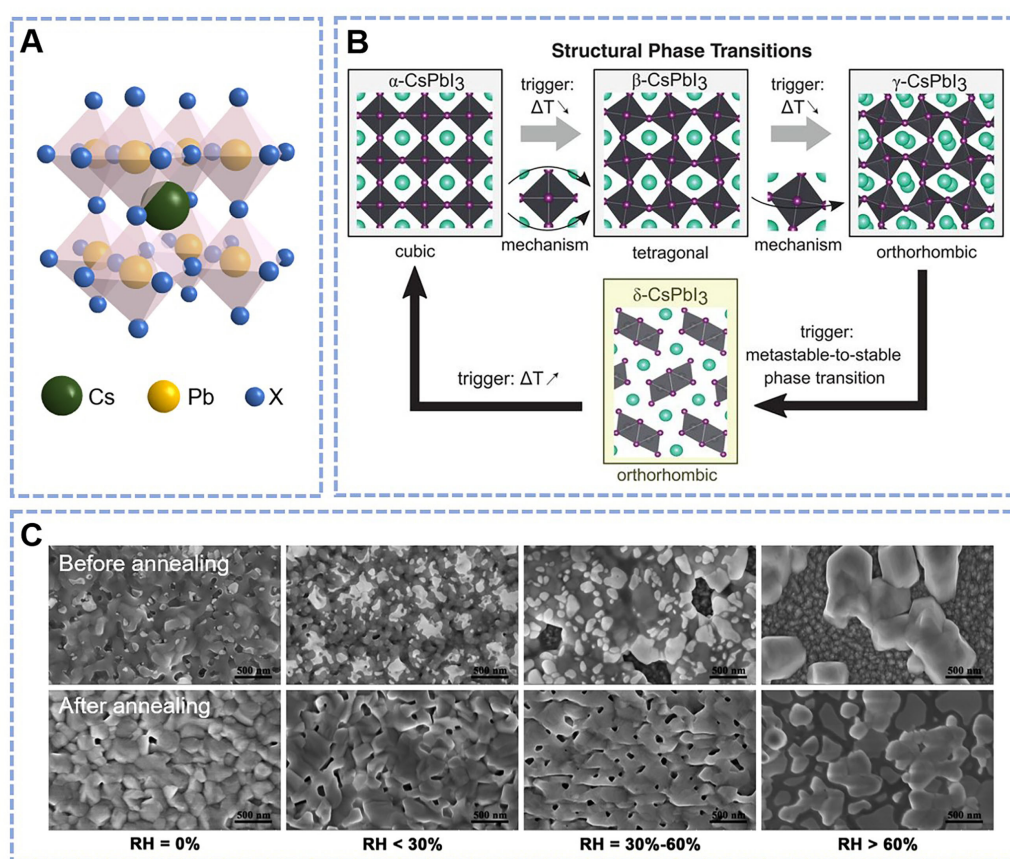 A
Cs Pb X
B
Structural Phase Transitions
α-CsPbI3
trigger:
ΔT↘
β-CsPbI3
trigger:
ΔT↘
γ-CsPbI3
cubic
mechanism
tetragonal
mechanism
orthorhombic
δ-CsPbI3
trigger: ΔT↗
trigger:
metastable-to-stable
phase transition
orthorhombic
C
Before annealing
500 nm
500 nm
500 nm
500 nm
After annealing
500 nm
500 nm
500 nm
500 nm
RH = 0% RH < 30% RH = 30%-60% RH > 60%